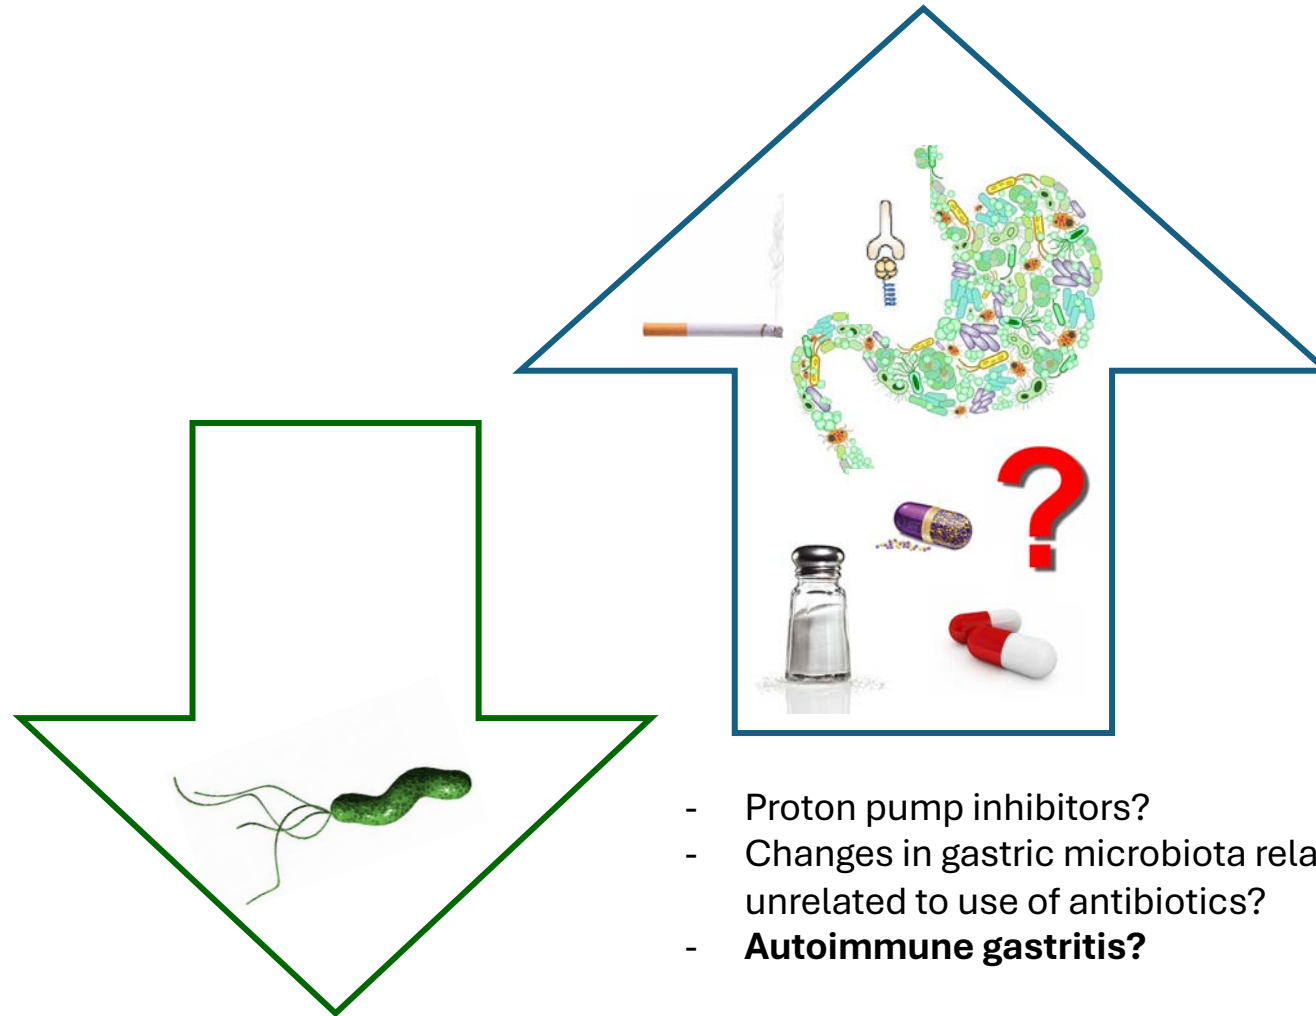 ?
- Proton pump inhibitors?
- Changes in gastric microbiota rela
unrelated to use of antibiotics?
- Autoimmune gastritis?